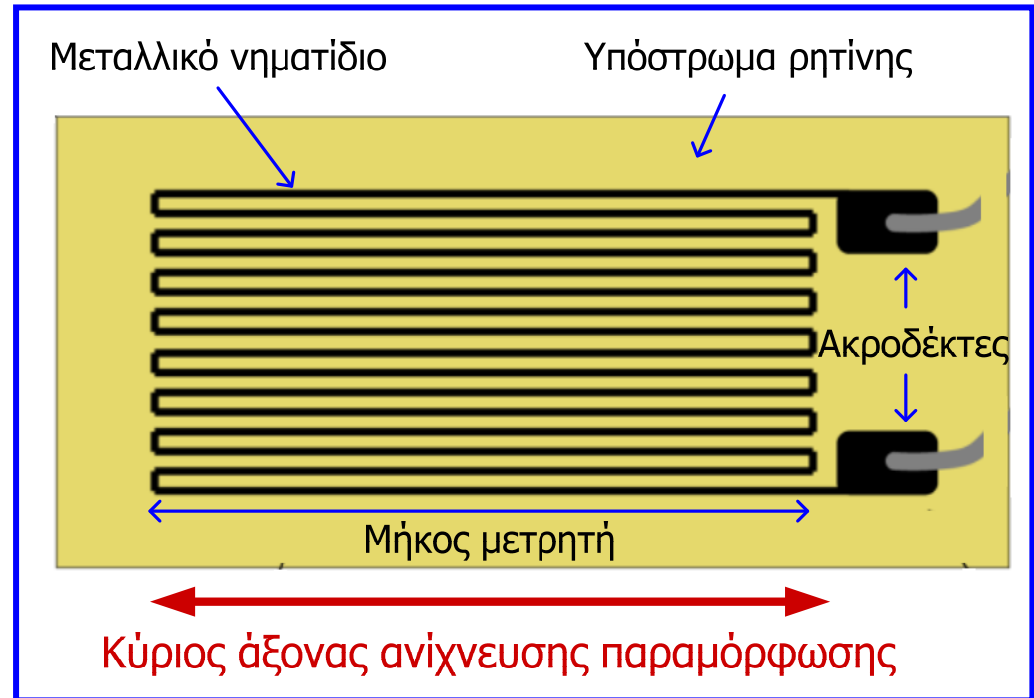 Μεταλλικό νηματίδιο
Υπόστρωμα ρητίνης
Ακροδέκτες
Μήκος μετρητή
Κύριος άξονας ανίχνευσης παραμόρφωσης